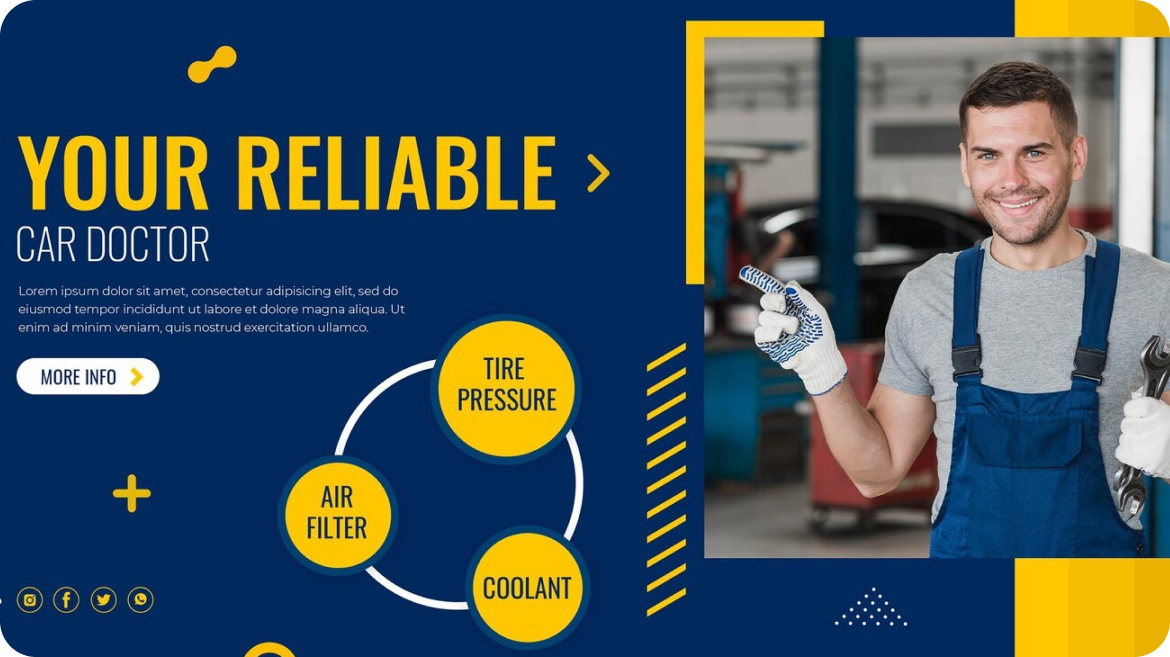 YOUR RELIABLE
CAR DOCTOR
Lorem ipsum dolor sit amet, consectetur adipisicing elit, sed do
eiusmod tempor incididunt ut labore et dolore magna aliqua. Ut
enim ad minim veniam, quis nostrud exercitation ullamco.
MORE INFO
TIRE
PRESSURE
AIR
FILTER
COOLANT